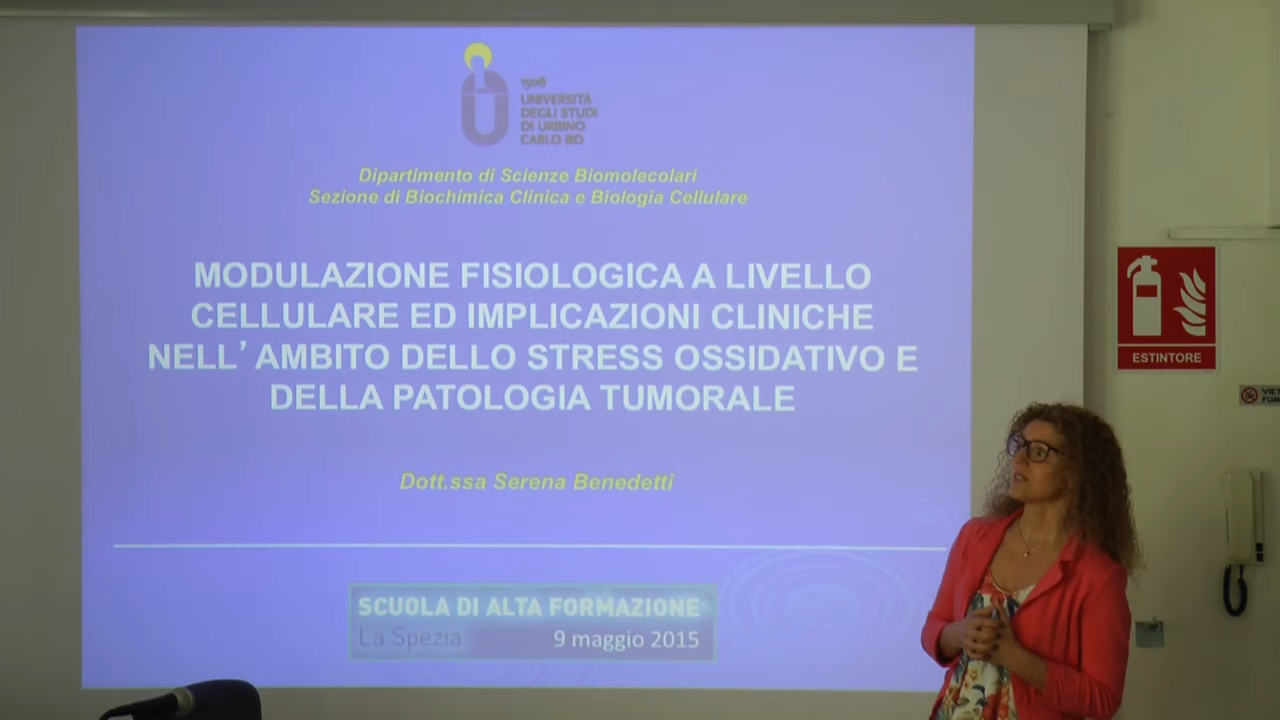 1506
UNIVERSITÀ
DEGLI STUDI
DI URBINO
CARLO BO
Dipartimento di Scienze Biomolecolari
Sezione di Biochimica Clinica e Biologia Cellulare
MODULAZIONE FISIOLOGICA A LIVELLO
CELLULARE ED IMPLICAZIONI CLINICHE
NELL’AMBITO DELLO STRESS OSSIDATIVO E
DELLA PATOLOGIA TUMORALE
Dott.ssa Serena Benedetti
SCUOLA DI ALTA FORMAZIONE
La Spezia 9 maggio 2015
ESTINTORE